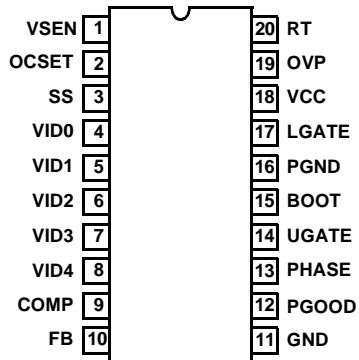 VSEN 1 20 RT
OCSET 2 19 OVP
SS 3 18 VCC
VID0 4 17 LGATE
VID1 5 16 PGND
VID2 6 15 BOOT
VID3 7 14 UGATE
VID4 8 13 PHASE
COMP 9 12 PGOOD
FB 10 11 GND